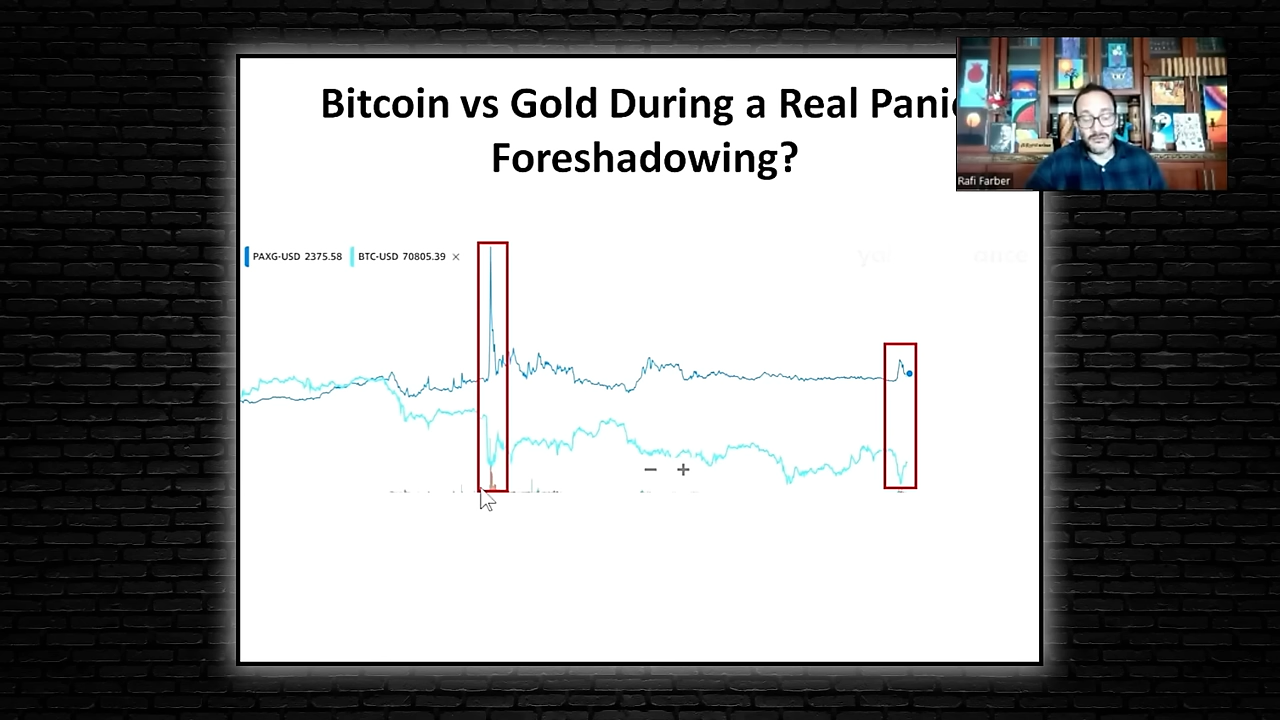 Bitcoin vs Gold During a Real Panic
Foreshadowing?
Rafi Farber
PAXG-USD 2375.58 BTC-USD 70805.39 ×